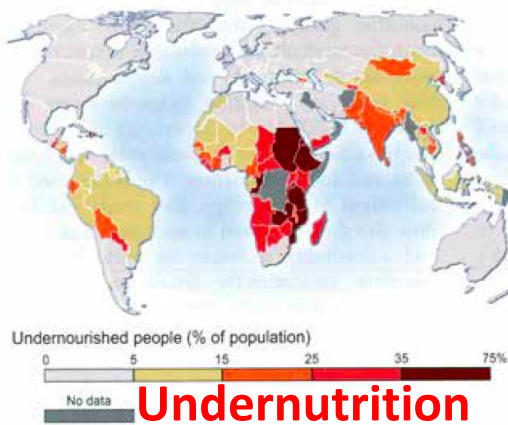 Undernourished people (% of population)
0 5 15 25 35 75%
No data
Undernutrition